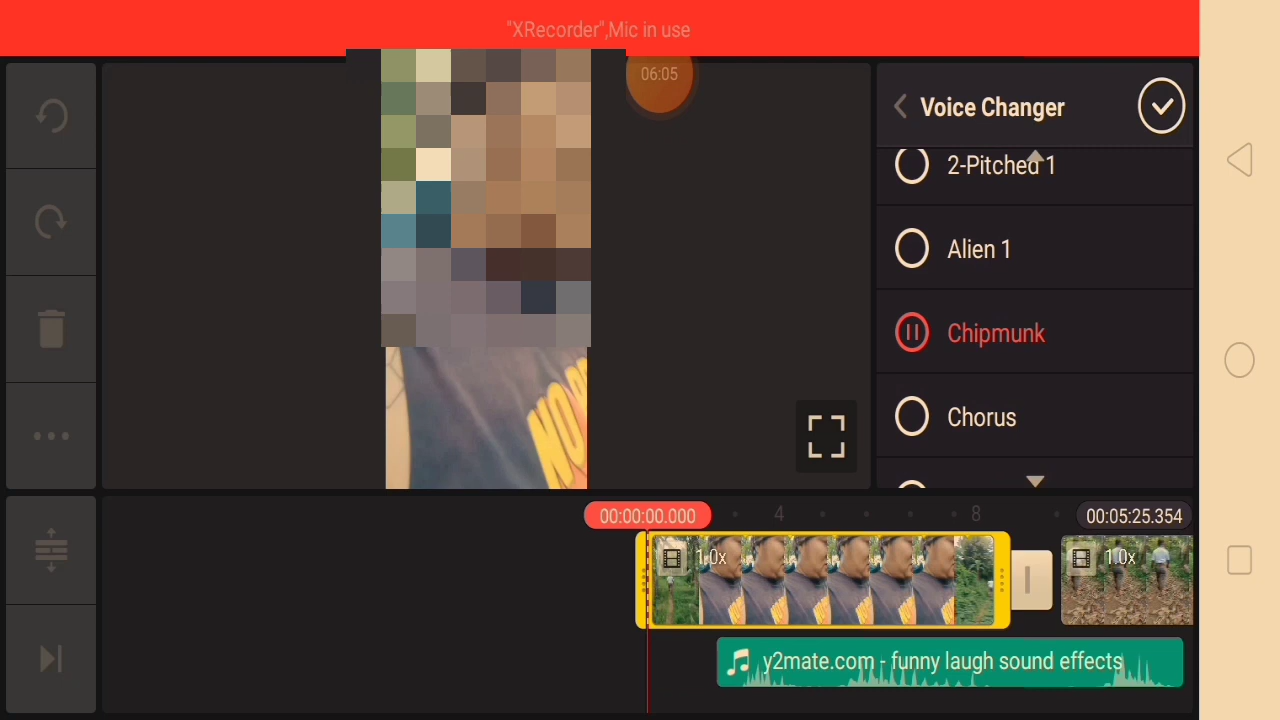 "XRecorder",Mic in use
06:05
Voice Changer
2-Pitched 1
Alien 1
Chipmunk
Chorus
NO
00:00:00.000
4
8
00:05:25.354
1.0x
1.0x
y2mate.com - funny laugh sound effects